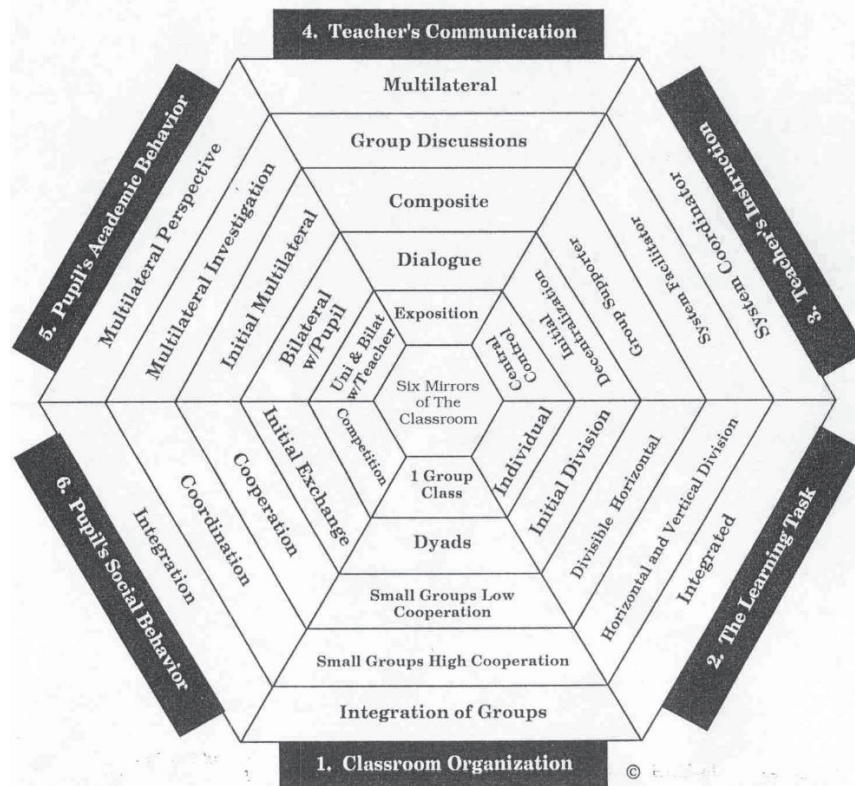 4. Teacher's Communication
Multilateral
Group Discussions
Composite
Dialogue
Exposition
3. Teacher's Instruction
System Coordinator
System Facilitator
Group Supporter
Initial
Decentralization
Central
Control
5. Pupil's Academic Behavior
Multilateral Perspective
Multilateral Investigation
Initial Multilateral
Bilateral
w/Pupil
Uni & Bilat
w/Teacher
Six Mirrors
of The
Classroom
6. Pupil's Social Behavior
Integration
Coordination
Cooperation
Initial Exchange
Competition
2. The Learning Task
Individual
Initial Division
Divisible Horizontal
Horizontal and Vertical Division
Integrated
1 Group
Class
Dyads
Small Groups Low
Cooperation
Small Groups High Cooperation
Integration of Groups
1. Classroom Organization
©